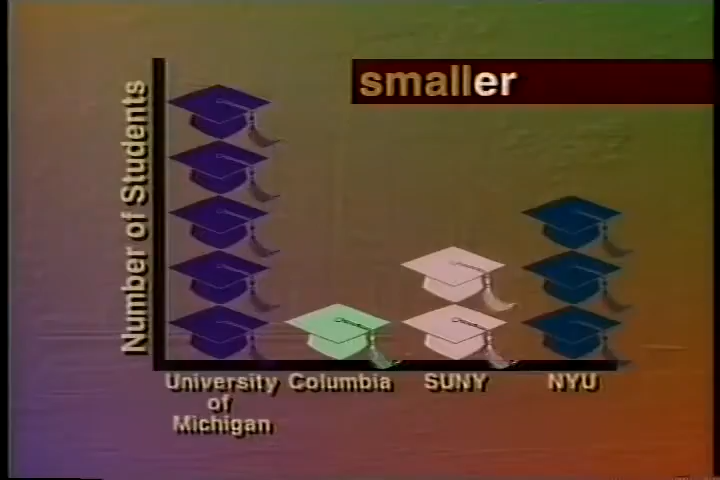 smaller
Number of Students
University Columbia SUNY NYU
of
Michigan